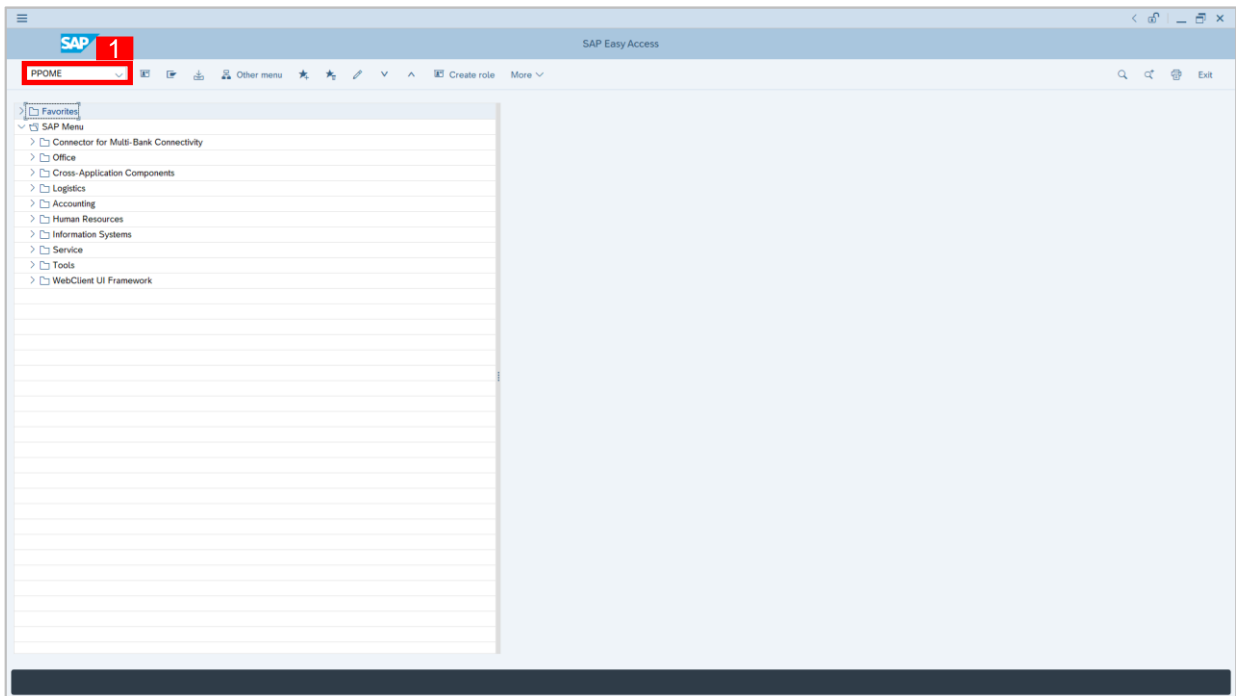 SAP Easy Access
SAP
1
PPOME Other menu Create role More Exit
Favorites
SAP Menu
Connector for Multi-Bank Connectivity
Office
Cross-Application Components
Logistics
Accounting
Human Resources
Information Systems
Service
Tools
WebClient UI Framework